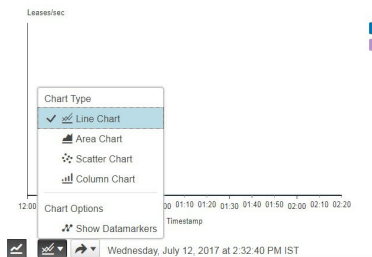 Leases/sec
Chart Type
Line Chart
Area Chart
Scatter Chart
Column Chart
Chart Options
Show Datamarkers
12:00 00 01:10 01:20 01:30 01:40 01:50 02:00 02:10 02:20
Timestamp
Wednesday, July 12, 2017 at 2:32:40 PM IST